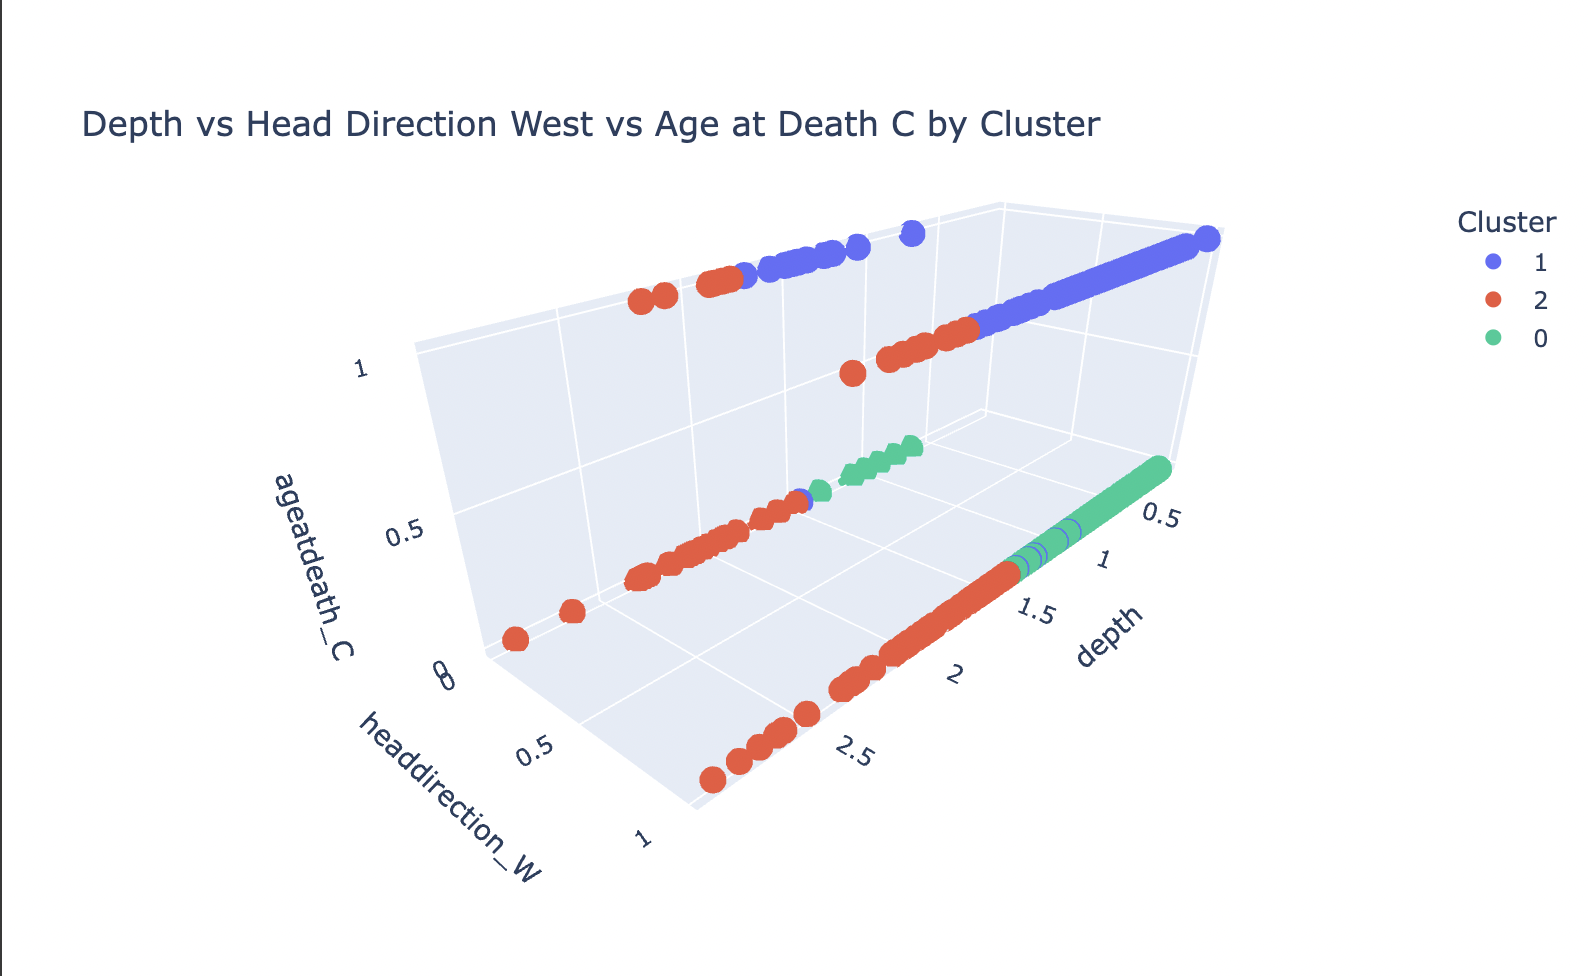 Depth vs Head Direction West vs Age at Death C by Cluster
Cluster
1
2
0
1
0.5
0
ageatdeath_C
0
0.5
1
headdirection_W
0.5
1
1.5
2
2.5
depth